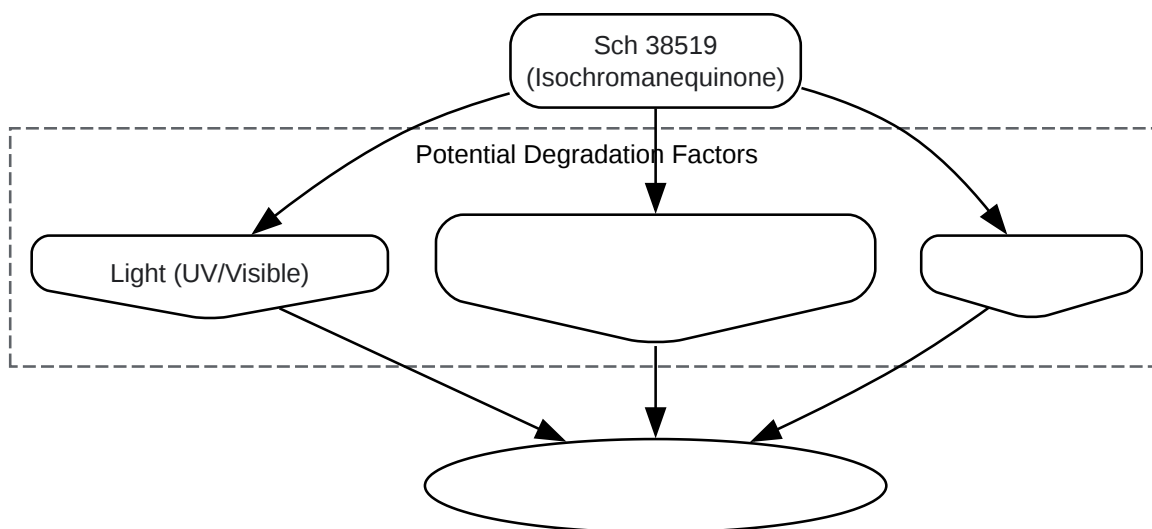 Sch 38519
(Isochromanequinone)
Potential Degradation Factors
Light (UV/Visible)